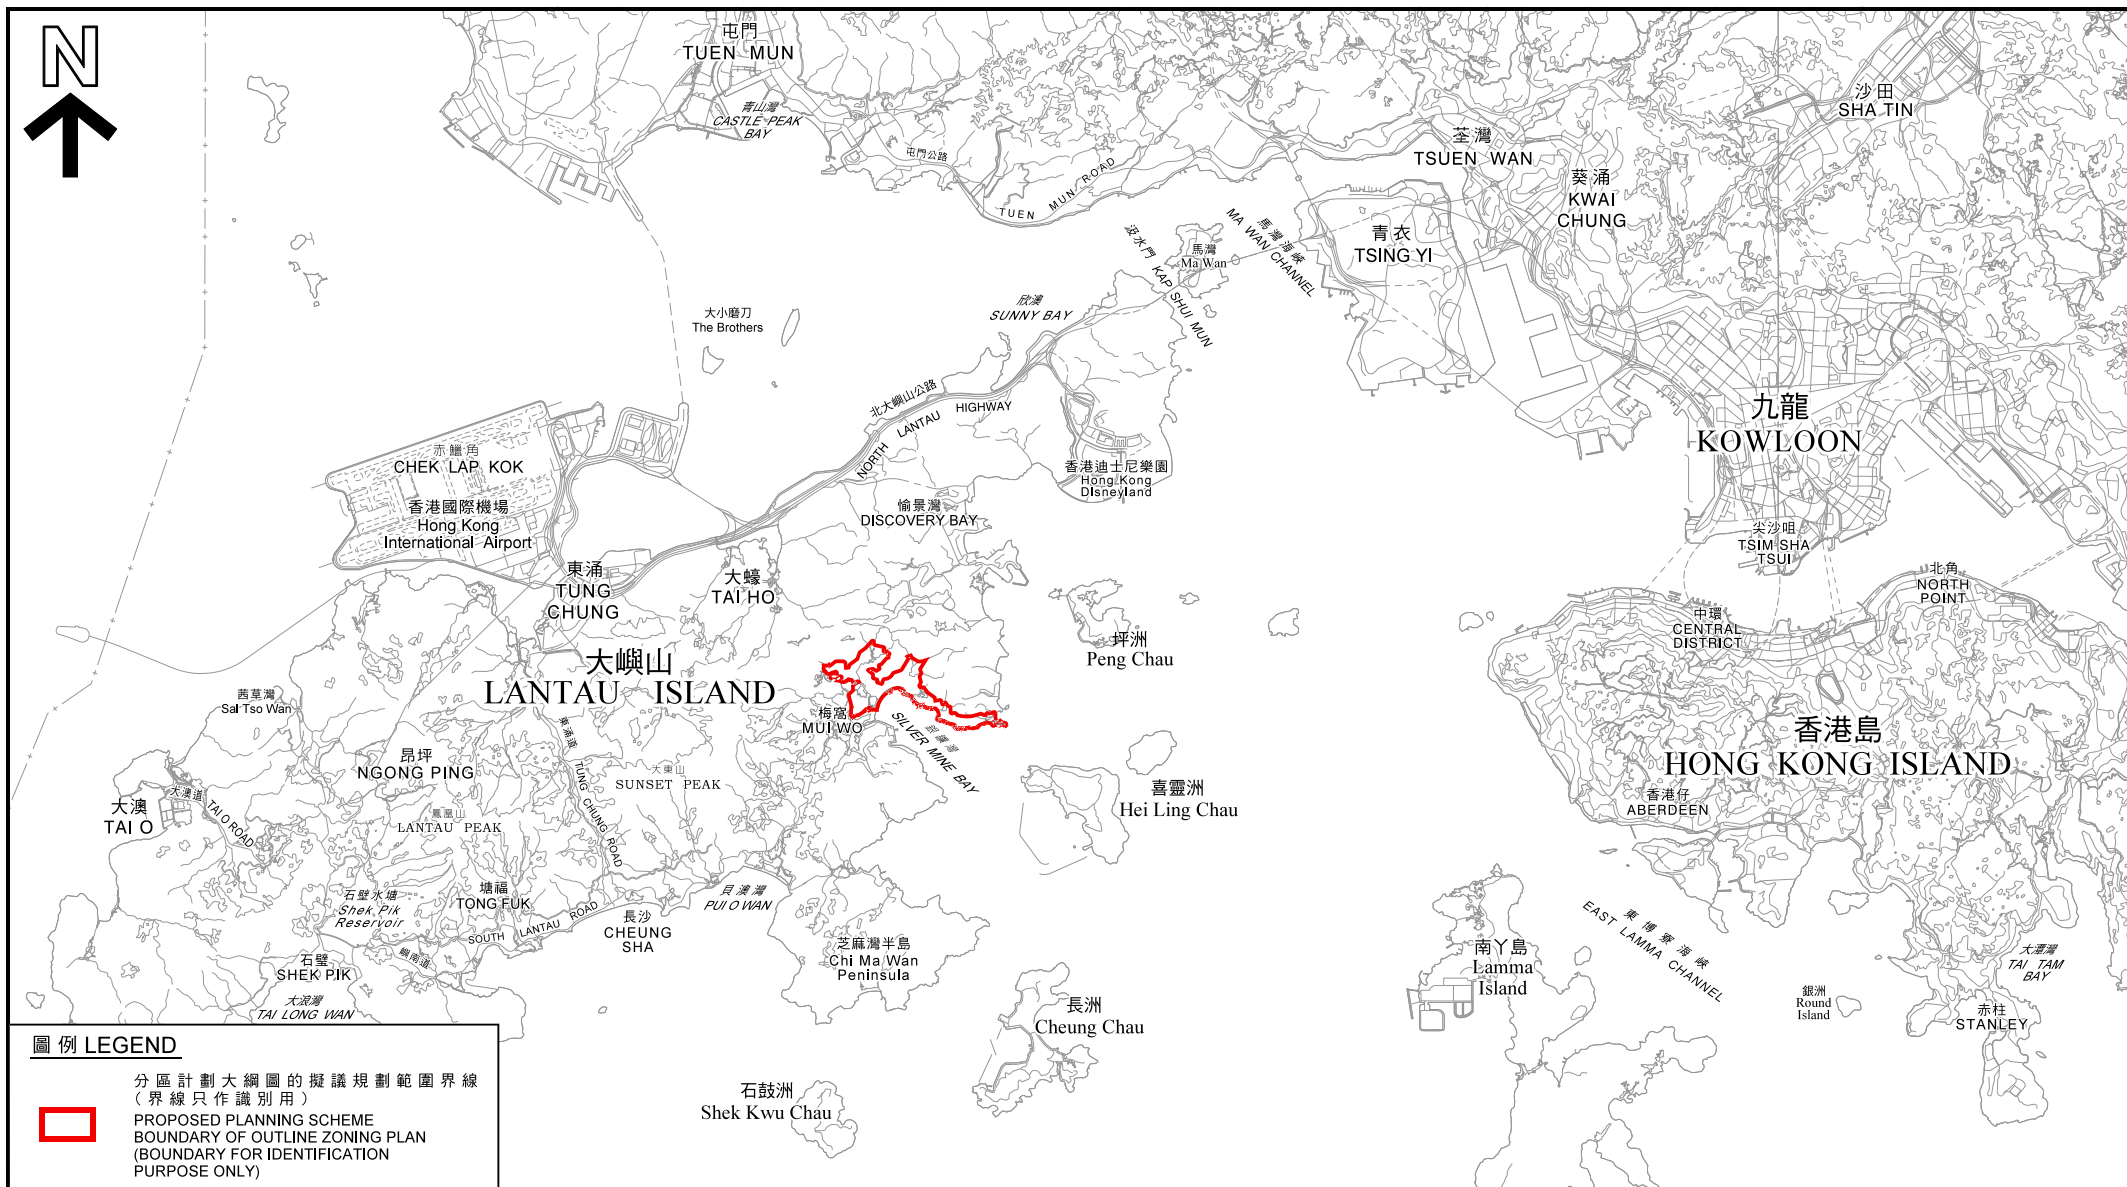 N
屯門
TUEN MUN
青山灣
CASTLE PEAK
BAY
屯門公路
TUEN MUN ROAD
沙田
SHA TIN
荃灣
TSUEN WAN
葵涌
KWAI
CHUNG
青衣
TSING YI
馬灣
Ma Wan
馬灣海峽
MA WAN CHANNEL
汲水門 KAP SHUI MUN
欣澳
SUNNY BAY
大小磨刀
The Brothers
北大嶼山公路
NORTH LANTAU HIGHWAY
九龍
KOWLOON
赤鱲角
CHEK LAP KOK
香港國際機場
Hong Kong
International Airport
香港迪士尼樂園
Hong Kong
Disneyland
愉景灣
DISCOVERY BAY
尖沙咀
TSIM SHA
TSUI
東涌
TUNG
CHUNG
大蠔
TAI HO
北角
NORTH
POINT
中環
CENTRAL
DISTRICT
坪洲
Peng Chau
大嶼山
LANTAU ISLAND
茜草灣
Sai Tso Wan
梅窩
MUI WO
銀礦灣
SILVER MINE BAY
東涌道
TUNG CHUNG ROAD
香港島
HONG KONG ISLAND
昂坪
NGONG PING
大東山
SUNSET PEAK
喜靈洲
Hei Ling Chau
香港仔
ABERDEEN
大澳
TAI O
大澳道
TAI O ROAD
鳳凰山
LANTAU PEAK
石壁水塘
Shek Pik
Reservoir
塘福
TONG FUK
貝澳灣
PUI O WAN
長沙
CHEUNG
SHA
SOUTH LANTAU ROAD
嶼南道
石壁
SHEK PIK
大浪灣
TAI LONG WAN
芝麻灣半島
Chi Ma Wan
Peninsula
南丫島
Lamma
Island
東博寮海峽
EAST LAMMA CHANNEL
大潭灣
TAI TAM
BAY
銀洲
Round
Island
赤柱
STANLEY
長洲
Cheung Chau
石鼓洲
Shek Kwu Chau
圖例 LEGEND
分區計劃大綱圖的擬議規劃範圍界線
(界線只作識別用)
PROPOSED PLANNING SCHEME
BOUNDARY OF OUTLINE ZONING PLAN
(BOUNDARY FOR IDENTIFICATION
PURPOSE ONLY)